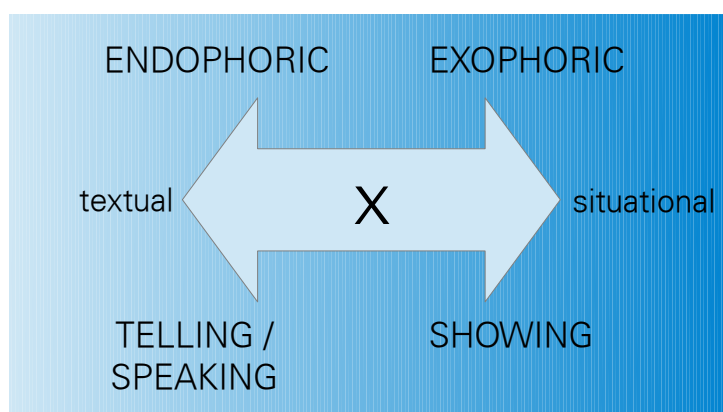 ENDOPHORIC EXOPHORIC
textual X situational
TELLING / SHOWING
SPEAKING